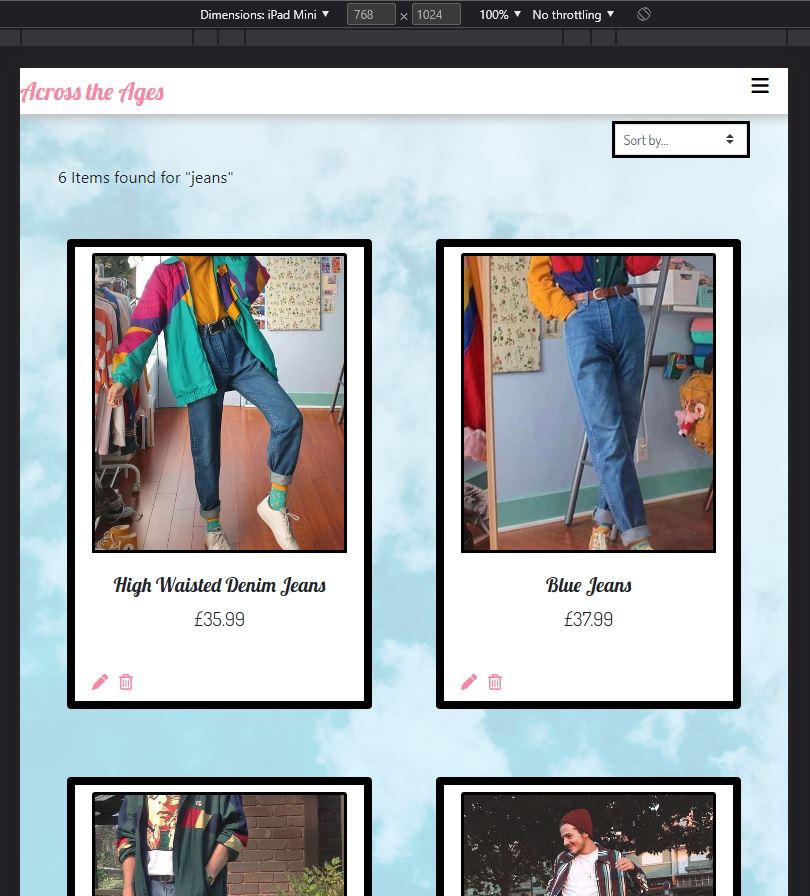 Dimensions: iPad Mini 768 × 1024 100% No throttling
Across the Ages
Sort by...
6 Items found for "jeans"
High Waisted Denim Jeans
£35.99
Blue Jeans
£37.99